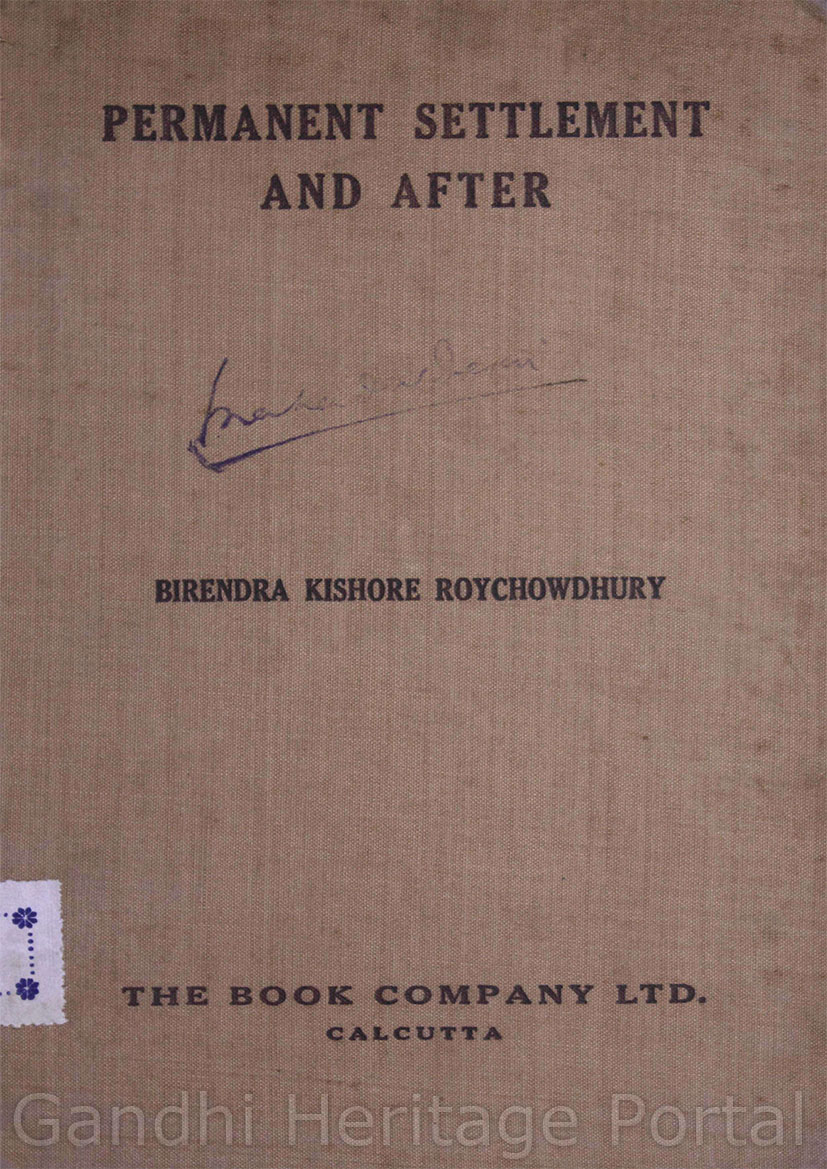 PERMANENT SETTLEMENT
AND AFTER
BIRENDRA KISHORE ROYCHOWDHURY
THE BOOK COMPANY LTD.
CALCUTTA
Gandhi Heritage Portal